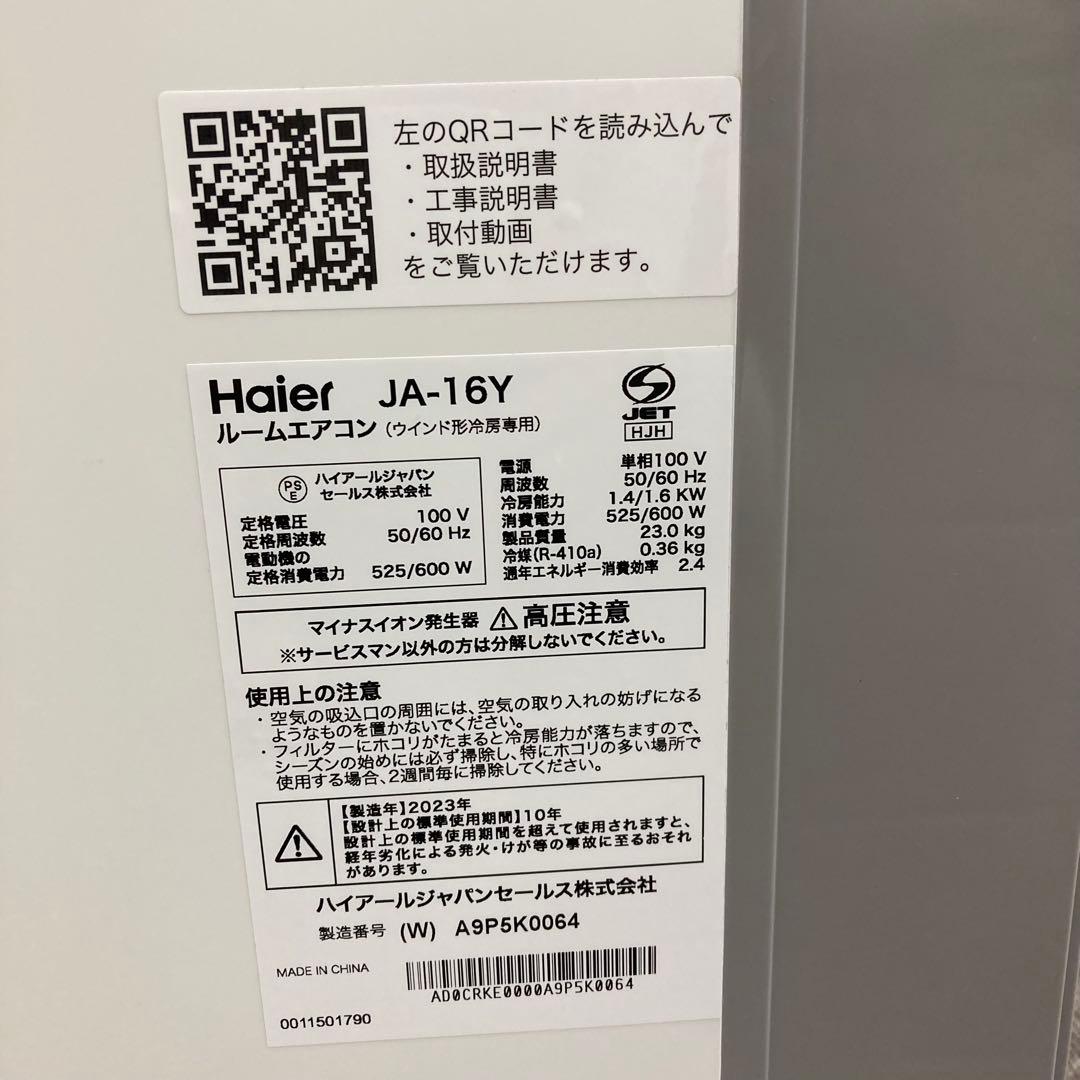 左のQRコードを読み込んで
・取扱説明書
・工事説明書
・取付動画
をご覧いただけます。
Haier JA-16Y
ルームエアコン (ウインド形冷房専用)
JET
HJH
PS
E
ハイアールジャパン
セールス株式会社
定格電圧 100 V
定格周波数 50/60 Hz
電動機の
定格消費電力 525/600 W
電源 単相100 V
周波数 50/60 Hz
冷房能力 1.4/1.6 KW
消費電力 525/600 W
製品質量 23.0 kg
冷媒(R-410a) 0.36 kg
通年エネルギー消費効率 2.4
マイナスイオン発生器 ⚠高圧注意
※サービスマン以外の方は分解しないでください。
使用上の注意
・空気の吸込口の周囲には、空気の取り入れの妨げになる
ようなものを置かないでください。
・フィルターにホコリがたまると冷房能力が落ちますので、
シーズンの始めには必ず掃除し、特にホコリの多い場所で
使用する場合、2週間毎に掃除してください。
【製造年】2023年
【設計上の標準使用期間】10年
設計上の標準使用期間を超えて使用されますと、
経年劣化による発火・けが等の事故に至るおそれ
があります。
ハイアールジャパンセールス株式会社
製造番号 (W) A9P5K0064
MADE IN CHINA
AD0CRKE0000A9P5K0064
0011501790